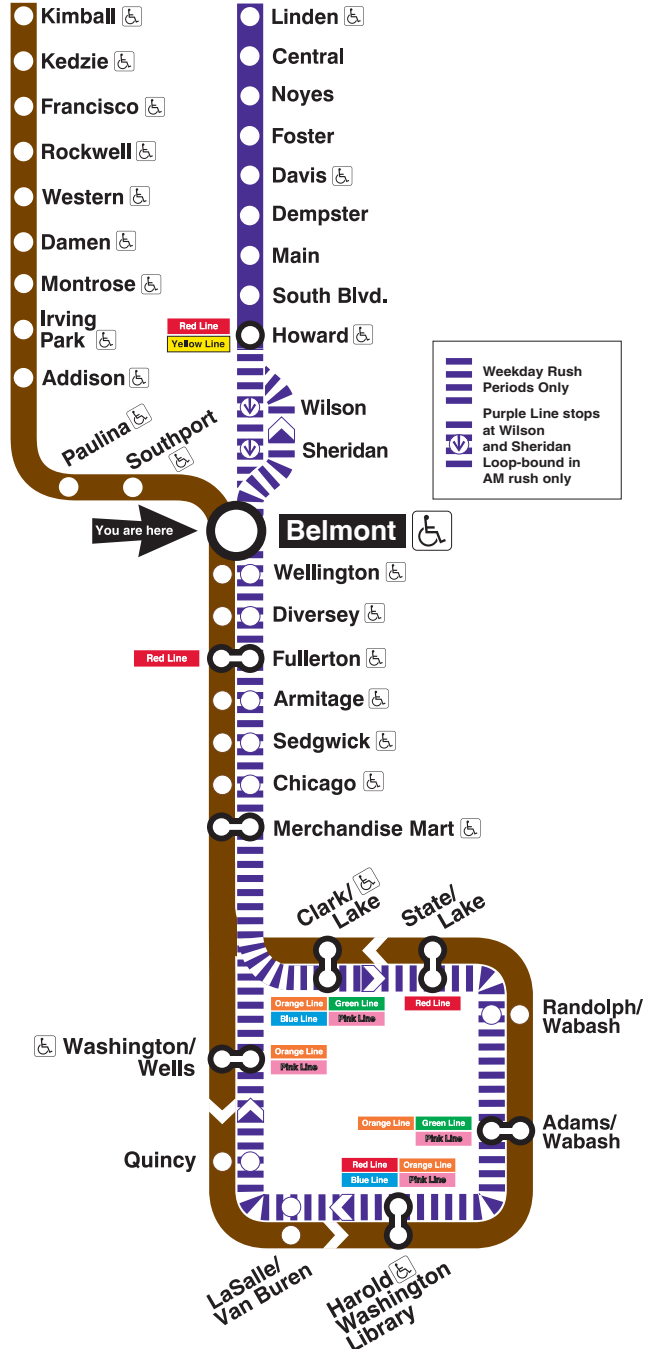 Kimball
Kedzie
Francisco
Rockwell
Western
Damen
Montrose
Irving
Park
Addison
Paulina
Southport
Linden
Central
Noyes
Foster
Davis
Dempster
Main
South Blvd.
Red Line
Yellow Line
Howard
Wilson
Sheridan
Weekday Rush
Periods Only
Purple Line stops
at Wilson
and Sheridan
Loop-bound in
AM rush only
You are here
Belmont
Wellington
Diversey
Red Line
Fullerton
Armitage
Sedgwick
Chicago
Merchandise Mart
Clark/
Lake
State/
Lake
Orange Line
Green Line
Blue Line
Pink Line
Red Line
Randolph/
Wabash
Washington/
Wells
Orange Line
Pink Line
Orange Line
Green Line
Pink Line
Adams/
Wabash
Quincy
Red Line
Orange Line
Blue Line
Pink Line
LaSalle/
Van Buren
Harold
Washington
Library